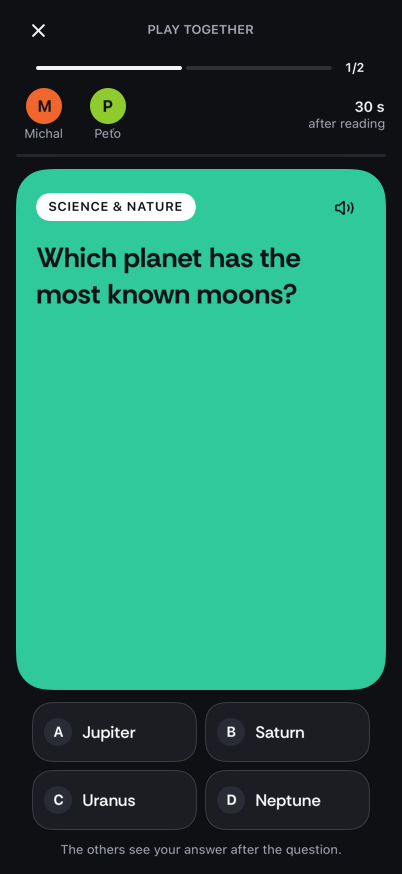 PLAY TOGETHER
1/2
M
P
Michal
Peťo
30 s
after reading
SCIENCE & NATURE
Which planet has the
most known moons?
A Jupiter
B Saturn
C Uranus
D Neptune
The others see your answer after the question.